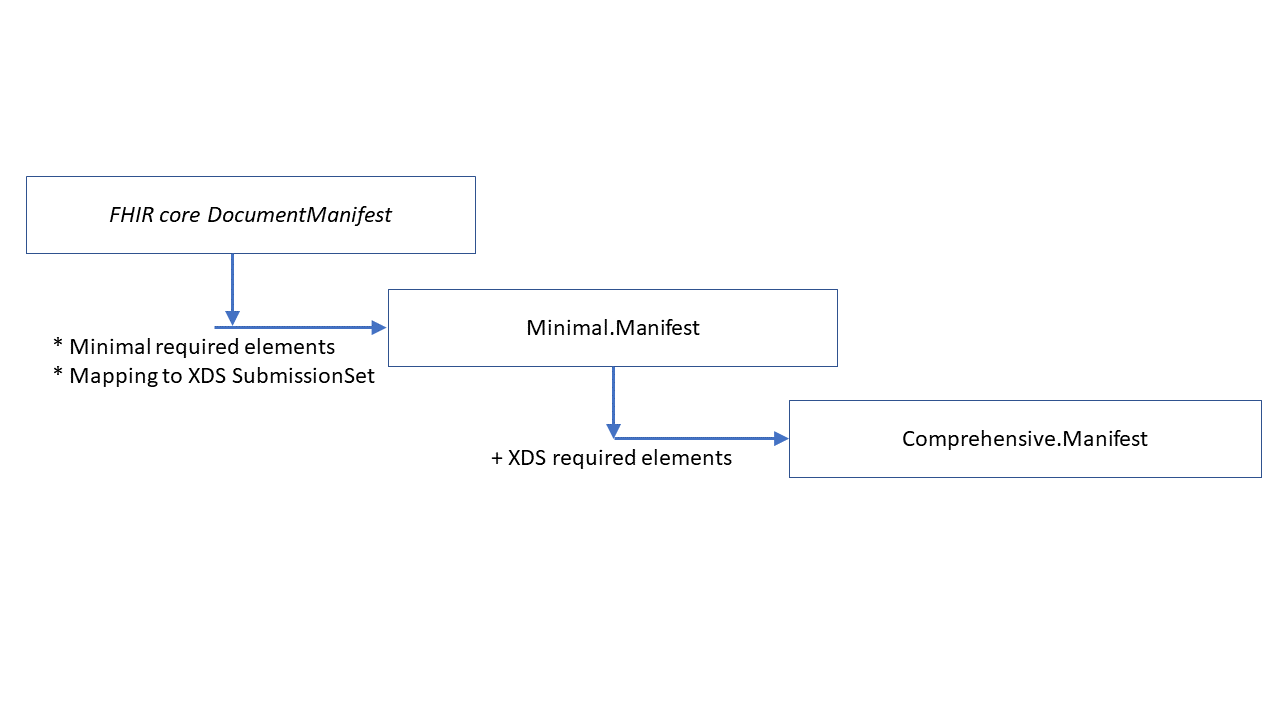 FHIR core DocumentManifest
Minimal.Manifest
* Minimal required elements
* Mapping to XDS SubmissionSet
Comprehensive.Manifest
+ XDS required elements